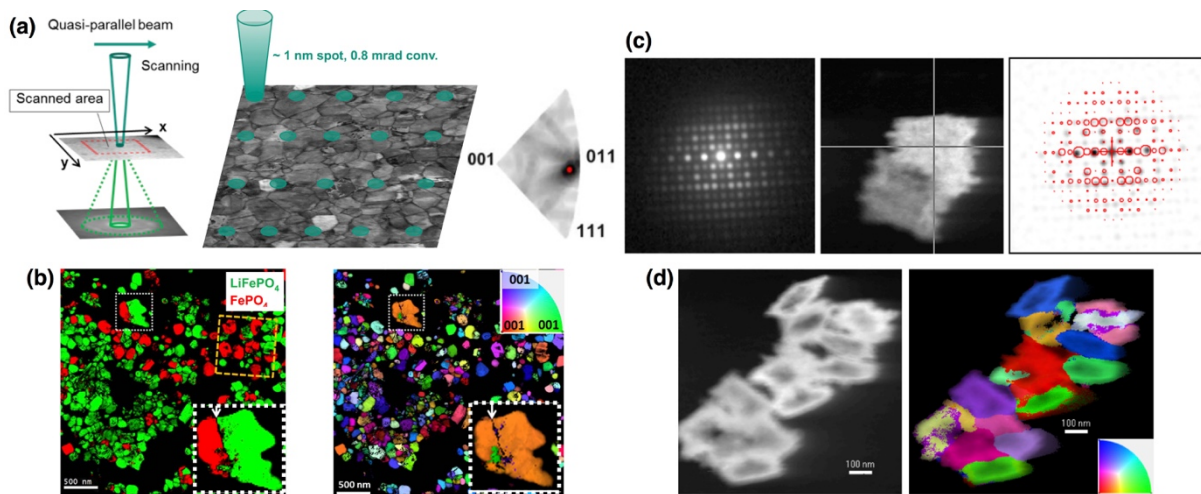 (a)
Quasi-parallel beam
Scanning
Scanned area
x
y
~ 1 nm spot, 0.8 mrad conv.
001
011
111
(b)
LiFePO4
FePO4
500 nm
001
001
001
500 nm
(c)
(d)
100 nm
100 nm